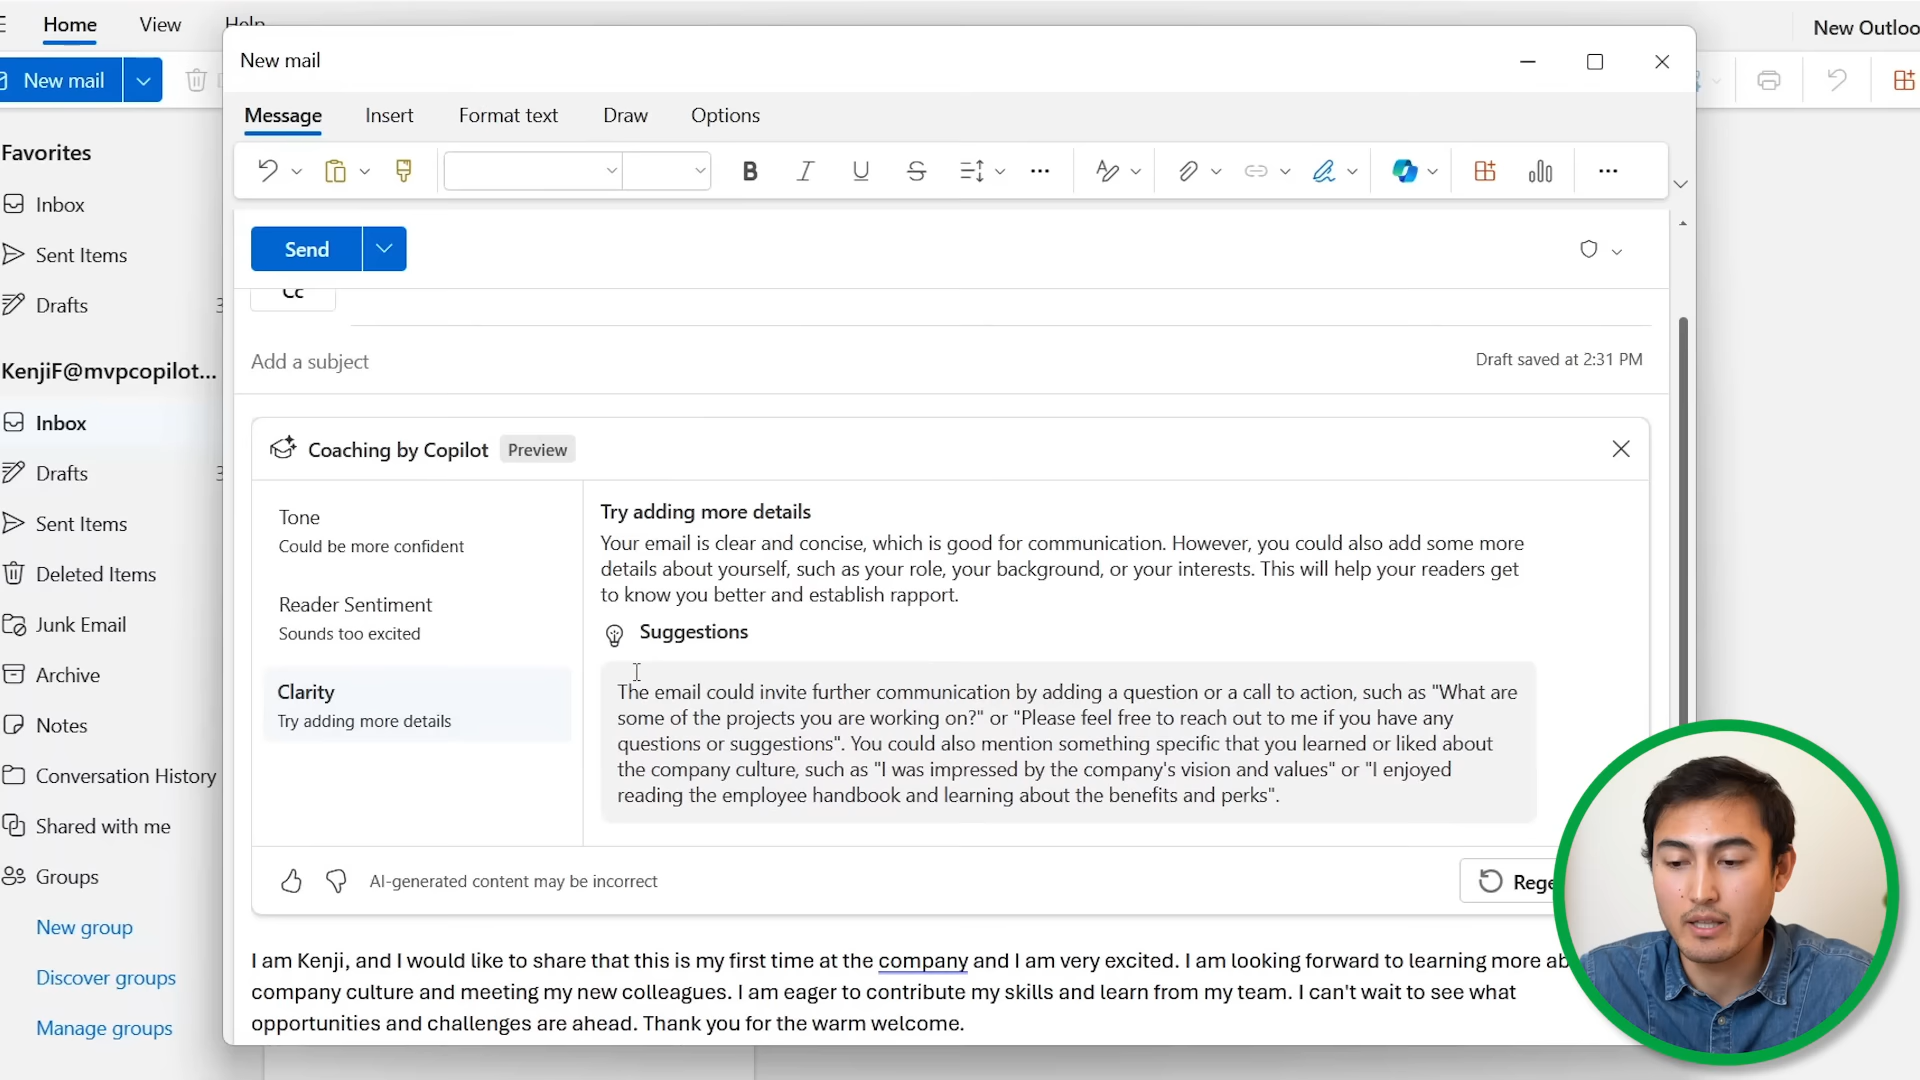 Home View Help
New Outloo
New mail
New mail
Message Insert Format text Draw Options
Favorites
Inbox
Sent Items
Drafts 3
Send
Cc
Add a subject
Draft saved at 2:31 PM
KenjiF@mvpcopilot...
Inbox
Drafts 3
Sent Items
Deleted Items
Junk Email
Archive
Notes
Conversation History
Shared with me
Groups
New group
Discover groups
Manage groups
Coaching by Copilot Preview
Tone
Could be more confident
Reader Sentiment
Sounds too excited
Clarity
Try adding more details
Try adding more details
Your email is clear and concise, which is good for communication. However, you could also add some more
details about yourself, such as your role, your background, or your interests. This will help your readers get
to know you better and establish rapport.
Suggestions
The email could invite further communication by adding a question or a call to action, such as "What are
some of the projects you are working on?" or "Please feel free to reach out to me if you have any
questions or suggestions". You could also mention something specific that you learned or liked about
the company culture, such as "I was impressed by the company's vision and values" or "I enjoyed
reading the employee handbook and learning about the benefits and perks".
AI-generated content may be incorrect
Rege
I am Kenji, and I would like to share that this is my first time at the company and I am very excited. I am looking forward to learning more ab
company culture and meeting my new colleagues. I am eager to contribute my skills and learn from my team. I can't wait to see what
opportunities and challenges are ahead. Thank you for the warm welcome.